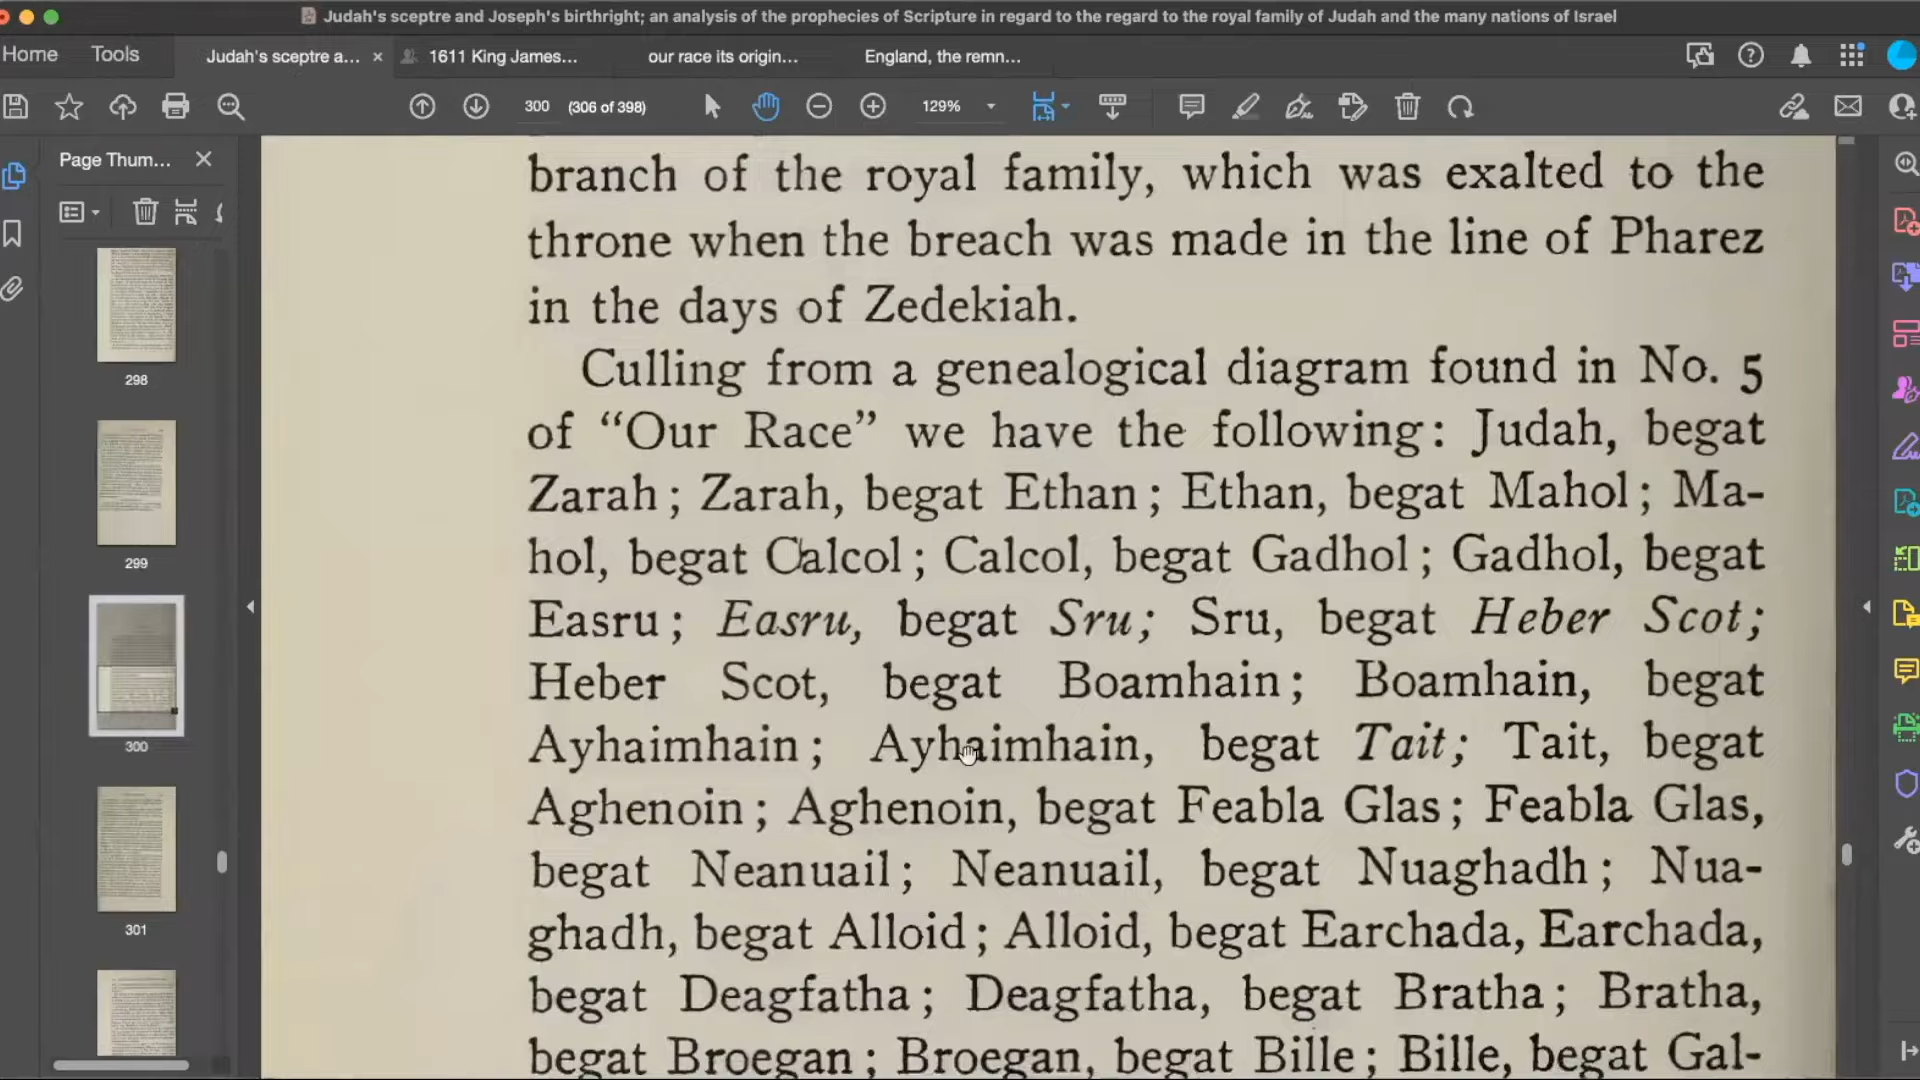 Judah's sceptre and Joseph's birthright; an analysis of the prophecies of Scripture in regard to the regard to the royal family of Judah and the many nations of Israel
Home
Tools
Judah's sceptre a...
1611 King James...
our race its origin...
England, the remn...
300
(306 of 398)
129%
Page Thum...
298
299
300
301
branch of the royal family, which was exalted to the
throne when the breach was made in the line of Pharez
in the days of Zedekiah.
Culling from a genealogical diagram found in No. 5
of “Our Race” we have the following: Judah, begat
Zarah; Zarah, begat Ethan; Ethan, begat Mahol; Ma-
hol, begat Calcol; Calcol, begat Gadhol; Gadhol, begat
Easru; Easru, begat Sru; Sru, begat Heber Scot;
Heber Scot, begat Boamhain; Boamhain, begat
Ayhaimhain; Ayhaimhain, begat Tait; Tait, begat
Aghenoin; Aghenoin, begat Feabla Glas; Feabla Glas,
begat Neanuail; Neanuail, begat Nuaghadh; Nua-
ghadh, begat Alloid; Alloid, begat Earchada, Earchada,
begat Deagfatha; Deagfatha, begat Bratha; Bratha,
begat Broegan; Broegan, begat Bille; Bille, begat Gal-